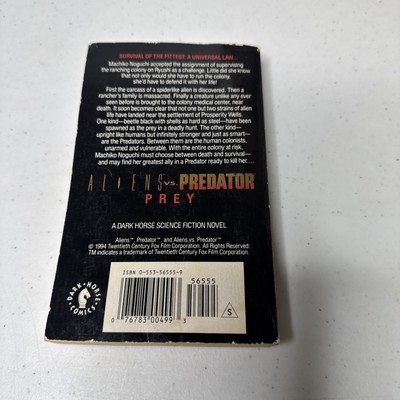 SURVIVAL OF THE FITTEST: A UNIVERSAL LAW...
Machiko Noguchi accepted the assignment of supervising
the ranching colony on Ryushi as a challenge. Little did she know
that not only would she have to run the colony,
she'd have to defend it with her life!
First the carcass of a spiderlike alien is discovered. Then a
rancher's family is massacred. Finally a creature unlike any ever
seen before is brought to the colony medical center, near
death. It soon becomes clear that not one but two strains of alien
life have landed near the settlement of Prosperity Wells.
One kind—beetle black with shells as hard as steel—have been
spawned as the prey in a deadly hunt. The other kind—
upright like humans but infinitely stronger and just as smart—
are the Predators. Between them are the human colonists,
unarmed and vulnerable. With the entire colony at risk,
Machiko Noguchi must choose between death and survival—
and may find her greatest ally in a Predator ready to kill her....
ALIENS vs. PREDATOR™
PREY
A DARK HORSE SCIENCE FICTION NOVEL
Aliens™, Predator™, and Aliens vs. Predator™
© 1994 Twentieth Century Fox Film Corporation. All Rights Reserved.
TM indicates a trademark of Twentieth Century Fox Film Corporation.
ISBN 0-553-56555-9
56555
0 76783 00499 3
S
DARK HORSE COMICS